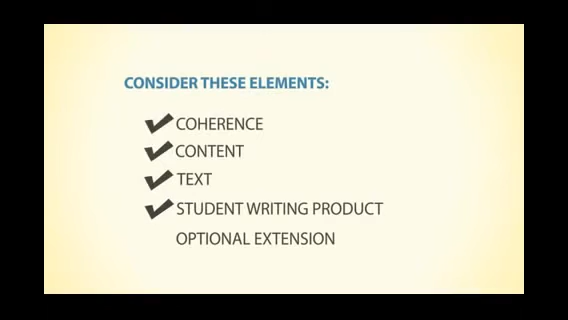 CONSIDER THESE ELEMENTS:
COHERENCE
CONTENT
TEXT
STUDENT WRITING PRODUCT
OPTIONAL EXTENSION